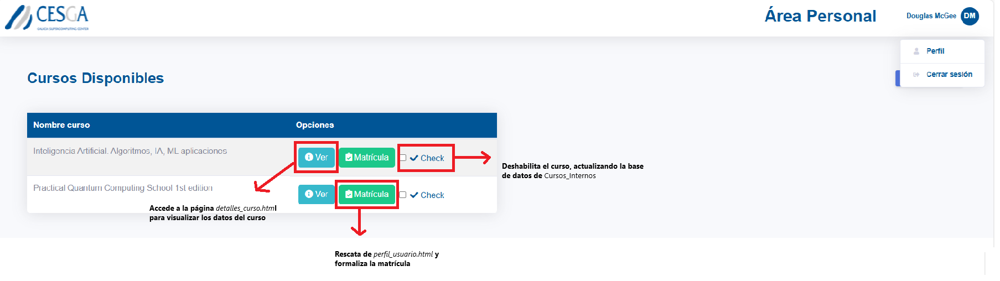 CESGA
GALICIA SUPERCOMPUTING CENTER
Área Personal
Douglas McGee
DM
Perfil
Cerrar sesión
Cursos Disponibles
Nombre curso Opciones
Inteligencia Artificial. Algoritmos, IA, ML aplicaciones
Ver Matrícula Check
Deshabilita el curso, actualizando la base
de datos de Cursos_Internos
Practical Quantum Computing School 1st edition
Ver Matrícula Check
Accede a la página detalles_curso.html
para visualizar los datos del curso
Rescata de perfil_usuario.html y
formaliza la matrícula